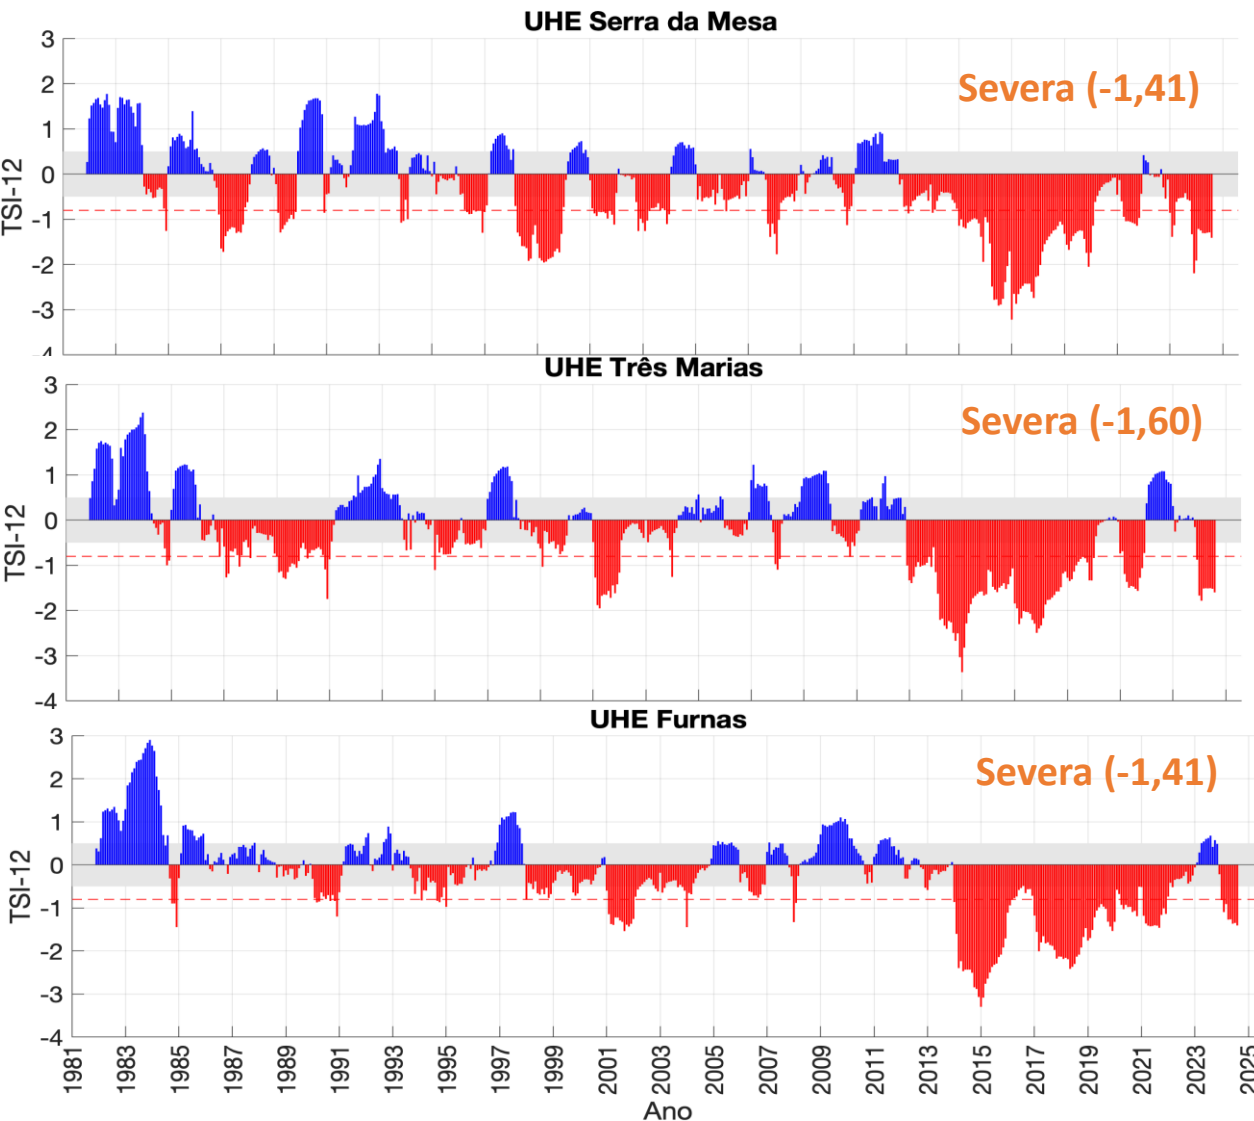 UHE Serra da Mesa
Severa (-1,41)
TSI-12
3
2
1
0
-1
-2
-3
-4
UHE Três Marias
Severa (-1,60)
TSI-12
3
2
1
0
-1
-2
-3
-4
UHE Furnas
Severa (-1,41)
TSI-12
3
2
1
0
-1
-2
-3
-4
1981 1983 1985 1987 1989 1991 1993 1995 1997 1999 2001 2003 2005 2007 2009 2011 2013 2015 2017 2019 2021 2023 2025
Ano